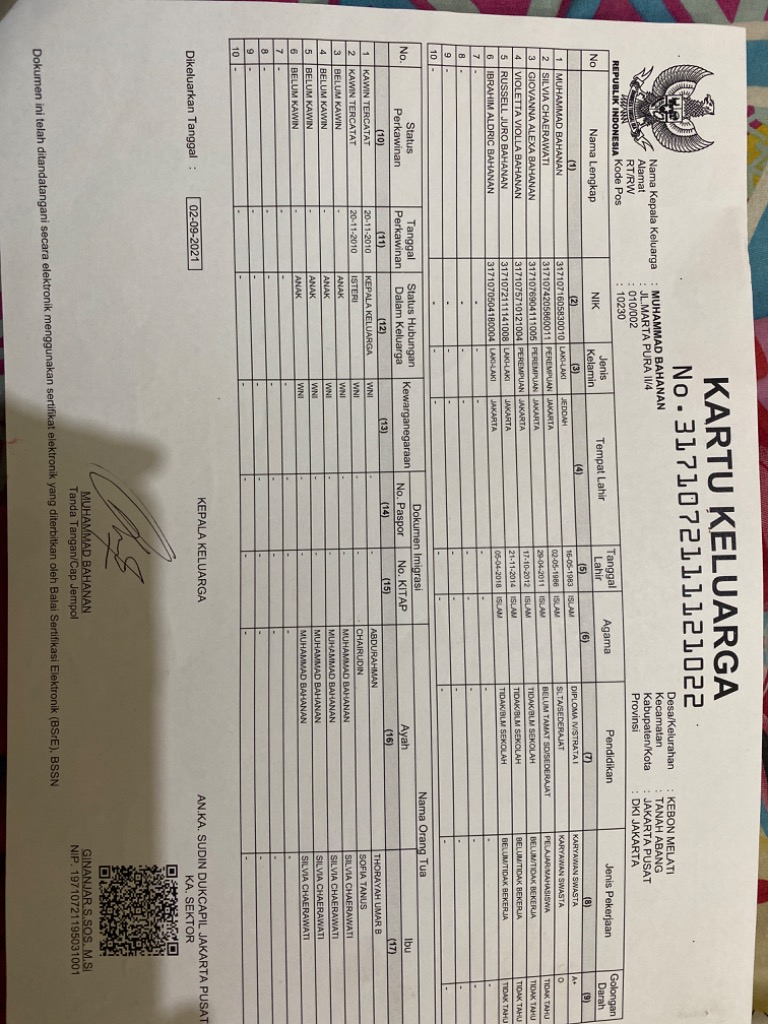 KARTU KELUARGA
No. 3171072111121022
REPUBLIK INDONESIA
Nama Kepala Keluarga : MUHAMMAD BAHANAN
Alamat : JL.MARTA PURA II/4
RT/RW : 010/002
Kode Pos : 10230
Desa/Kelurahan : KEBON MELATI
Kecamatan : TANAH ABANG
Kabupaten/Kota : JAKARTA PUSAT
Provinsi : DKI JAKARTA
No Nama Lengkap NIK Jenis Kelamin Tempat Lahir Tanggal Lahir Agama Pendidikan Jenis Pekerjaan Golongan Darah
(1) (2) (3) (4) (5) (6) (7) (8) (9)
1 MUHAMMAD BAHANAN 3171071605830010 LAKI-LAKI JEDDAH 16-05-1983 ISLAM DIPLOMA IV/STRATA I KARYAWAN SWASTA A+
2 SILVIA CHAERAWATI 3171074205860011 PEREMPUAN JAKARTA 02-05-1986 ISLAM SLTA/SEDERAJAT KARYAWAN SWASTA O
3 GIOVANNA ALEXA BAHANAN 3171076904111005 PEREMPUAN JAKARTA 29-04-2011 ISLAM BELUM TAMAT SD/SEDERAJAT PELAJAR/MAHASISWA TIDAK TAHU
4 VIOLETTA VIOLLA BAHANAN 3171075710121004 PEREMPUAN JAKARTA 17-10-2012 ISLAM TIDAK/BLM SEKOLAH BELUM/TIDAK BEKERJA TIDAK TAHU
5 RUSSELL JURO BAHANAN 3171072111141008 LAKI-LAKI JAKARTA 21-11-2014 ISLAM TIDAK/BLM SEKOLAH BELUM/TIDAK BEKERJA TIDAK TAHU
6 IBRAHIM ALDRIC BAHANAN 3171070504180004 LAKI-LAKI JAKARTA 05-04-2018 ISLAM TIDAK/BLM SEKOLAH BELUM/TIDAK BEKERJA TIDAK TAHU
7 - - - - - - - - -
8 - - - - - - - - -
9 - - - - - - - - -
10 - - - - - - - - -
No. Status Perkawinan Tanggal Perkawinan Status Hubungan Dalam Keluarga Kewarganegaraan Dokumen Imigrasi Nama Orang Tua
No. Paspor No. KITAP Ayah Ibu
(10) (11) (12) (13) (14) (15) (16) (17)
1 KAWIN TERCATAT 20-11-2010 KEPALA KELUARGA WNI - - ABDURAHMAN THORAYAH UMAR B
2 KAWIN TERCATAT 20-11-2010 ISTERI WNI - - CHAIRUDIN SOFIA TANUS
3 BELUM KAWIN - ANAK WNI - - MUHAMMAD BAHANAN SILVIA CHAERAWATI
4 BELUM KAWIN - ANAK WNI - - MUHAMMAD BAHANAN SILVIA CHAERAWATI
5 BELUM KAWIN - ANAK WNI - - MUHAMMAD BAHANAN SILVIA CHAERAWATI
6 BELUM KAWIN - ANAK WNI - - MUHAMMAD BAHANAN SILVIA CHAERAWATI
7 - - - - - - - -
8 - - - - - - - -
9 - - - - - - - -
10 - - - - - - - -
Dikeluarkan Tanggal : 02-09-2021
KEPALA KELUARGA
MUHAMMAD BAHANAN
Tanda Tangan/Cap Jempol
AN.KA. SUDIN DUKCAPIL JAKARTA PUSAT
KA. SEKTOR
GINANJAR,S.SOS, M.Si
NIP. 197107211995031001
Dokumen ini telah ditandatangani secara elektronik menggunakan sertifikat elektronik yang diterbitkan oleh Balai Sertifikasi Elektronik (BSrE), BSSN